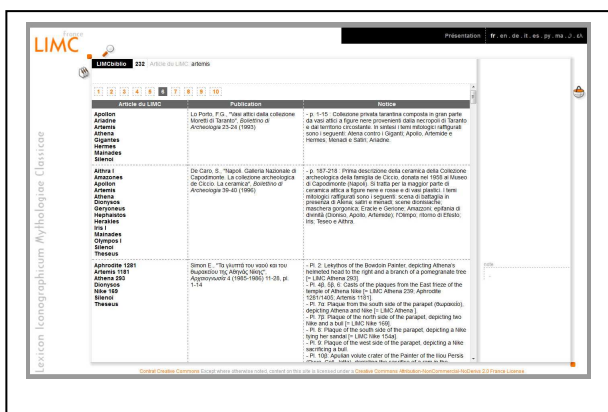 France
LIMC
Présentation fr . en . de . it . es . py . ma .
LIMCbiblio 232 Article du LIMC: artemis
1 2 3 4 5 6 7 8 9 10
Article du LIMC Publication Notice
Apollon
Ariadne
Artemis
Athena
Gigantes
Hermes
Mainades
Silenoi
Lo Porto, F.G., "Vasi attici dalla collezione
Moretti di Taranto", Bollettino di
Archeologia 23-24 (1993)
- p. 1-15 : Collezione privata tarantina composta in gran parte
da vasi attici a figure nere provenienti dalla necropoli di Taranto
e dal territorio circostante. In sintesi i temi mitologici raffigurati
sono i seguenti: Atena contro i Giganti; Apollo, Artemide e
Hermes; Menadi e Satiri; Ariadne.
Aithra I
Amazones
Apollon
Artemis
Athena
Dionysos
Geryoneus
Hephaistos
Herakles
Iris I
Mainades
Olympos I
Silenoi
Theseus
De Caro, S., "Napoli. Galleria Nazionale di
Capodimonte. La collezione archeologica
de Ciccio. La ceramica", Bollettino di
Archeologia 39-40 (1996)
- p. 187-218 : Prima descrizione della ceramica della Collezione
archeologica della famiglia de Ciccio, donata nel 1958 al Museo
di Capodimonte (Napoli). Si tratta per la maggior parte di
ceramica attica a figure nere e rosse e di vasi plastici. I temi
mitologici raffigurati sono i seguenti: scena di battaglia in
presenza di Atena; satiri e menadi; scene dionisiache;
maschera gorgonica; Eracle e Gerione; Amazzoni; epifania di
divinità (Dioniso, Apollo, Artemide); l'Olimpo; ritorno di Efesto;
Iris; Teseo e Aithra.
Aphrodite 1281
Artemis 1181
Athena 293
Dionysos
Nike 169
Silenoi
Theseus
Simon E., "Τα γλυπτά του ναού και του
θωρακίου της Αθηνάς Νίκης",
Αρχαιογνωσία 4 (1985-1986) 11-28, pl.
1-14
- Pl. 2: Lekythos of the Bowdoin Painter, depicting Athena's
helmeted head to the right and a branch of a pomegranate tree
[= LIMC Athena 293].
- Pl. 4β, 5β, 6: Casts of the plaques from the East frieze of the
temple of Athena Nike [= LIMC Athena 239, Aphrodite
1281/1405, Artemis 1181].
- Pl. 7α: Plaque from the south side of the parapet (θωρακείο),
depicting Athena and Nike [= LIMC Athena ].
- Pl. 7β: Plaque of the north side of the parapet, depicting two
Nike and a bull [= LIMC Nike 169].
- Pl. 8: Plaque of the south side of the parapet, depicting a Nike
tying her sandal [= LIMC Nike 154a].
- Pl. 9: Plaque of the west side of the parapet, depicting a Nike
sacrificing a bull.
- Pl. 10β: Apulian volute crater of the Painter of the Iliou Persis
note
Lexicon Iconographicum Mythologiae Classicae
Contrat Creative Commons Except where otherwise noted, content on this site is licensed under a Creative Commons Attribution-NonCommercial-NoDerivs 2.0 France License